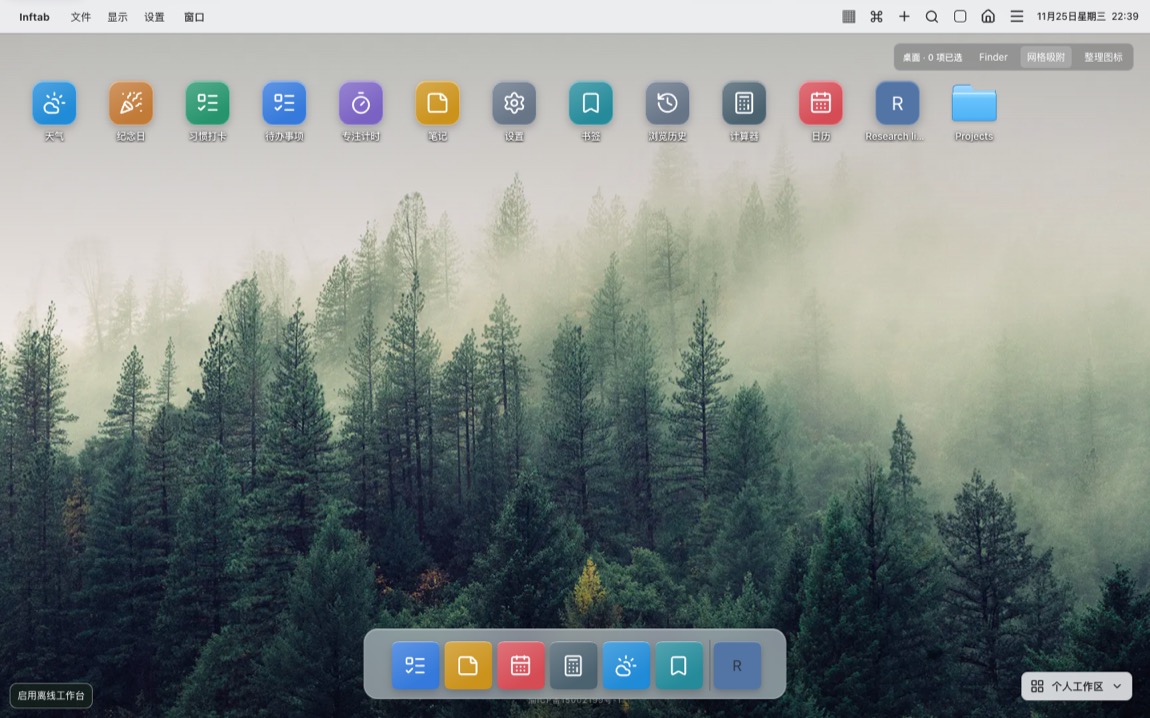 Inftab 文件 显示 设置 窗口 11月25日星期三 22:39
桌面 · 0 项已选 Finder 网格吸附 整理图标
天气 纪念日 习惯打卡 待办事项 专注计时 笔记 设置 书签 浏览历史 计算器 日历 Research li... Projects
R
R
启用离线工作台
个人工作区